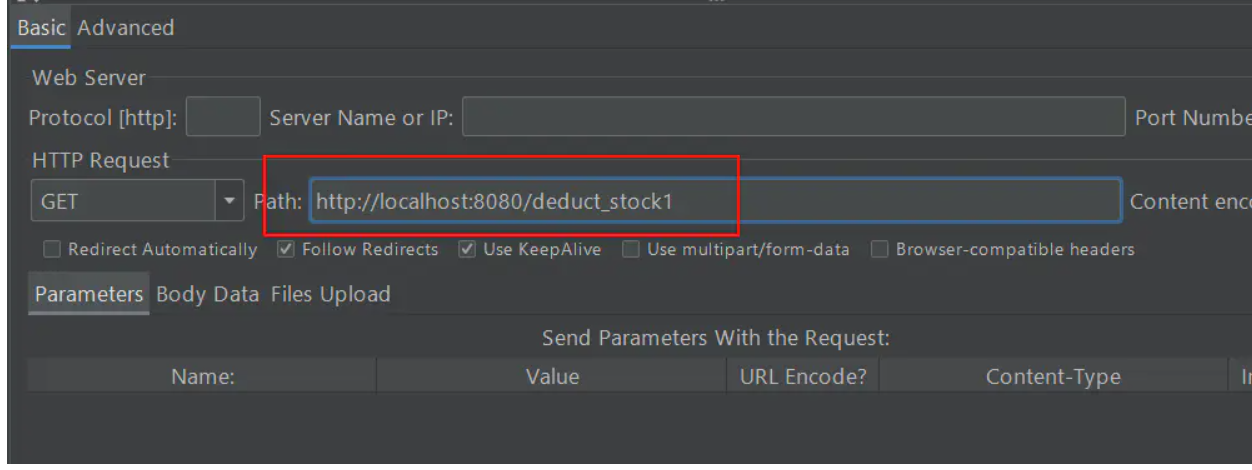 Basic Advanced
Web Server
Protocol [http]: Server Name or IP: Port Numbe
HTTP Request
GET Path: http://localhost:8080/deduct_stock1 Content enco
Redirect Automatically Follow Redirects Use KeepAlive Use multipart/form-data Browser-compatible headers
Parameters Body Data Files Upload
Send Parameters With the Request:
Name: Value URL Encode? Content-Type